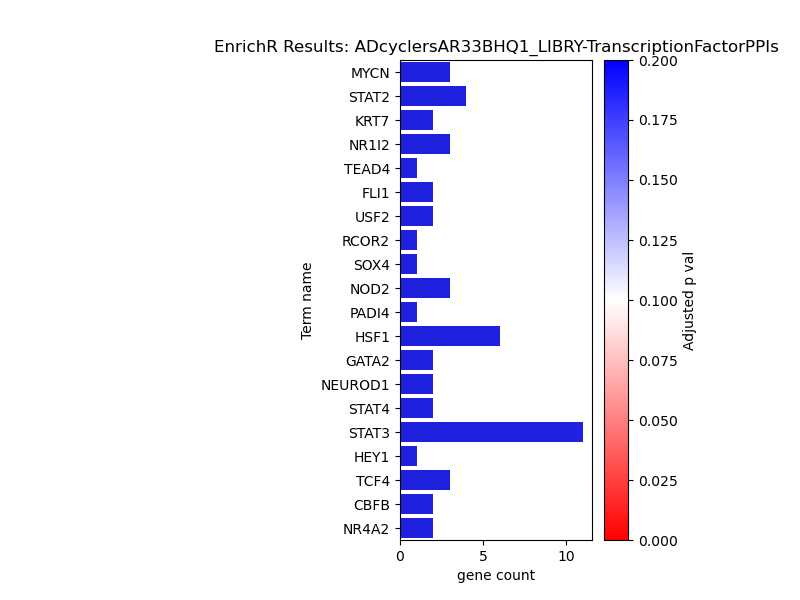 EnrichR Results: ADcyclersAR33BHQ1_LIBRY-TranscriptionFactorPPIs
Term name
MYCN
STAT2
KRT7
NR1I2
TEAD4
FLI1
USF2
RCOR2
SOX4
NOD2
PADI4
HSF1
GATA2
NEUROD1
STAT4
STAT3
HEY1
TCF4
CBFB
NR4A2
0 5 10
gene count
0.200
0.175
0.150
0.125
0.100
0.075
0.050
0.025
0.000
Adjusted p val